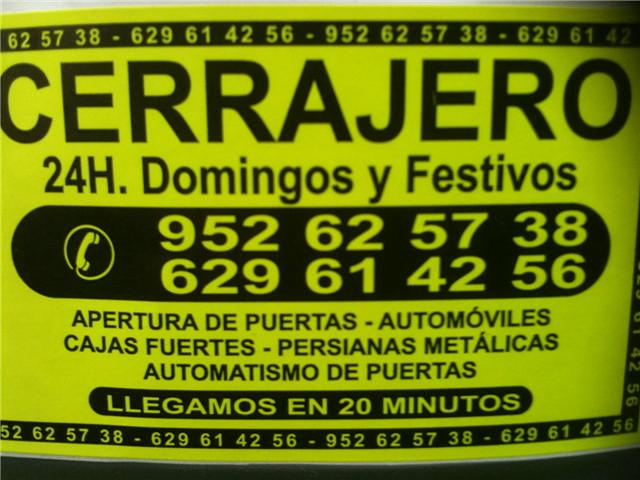 62 57 38 - 629 61 42 56 - 952 62 57 38 - 629 61 42
CERRAJERO
24H. Domingos y Festivos
952 62 57 38
629 61 42 56
APERTURA DE PUERTAS - AUTOMÓVILES
CAJAS FUERTES - PERSIANAS METÁLICAS
AUTOMATISMO DE PUERTAS
LLEGAMOS EN 20 MINUTOS
52 62 57 38 - 629 61 42 56 - 952 62 57 38 - 629 61 42 56